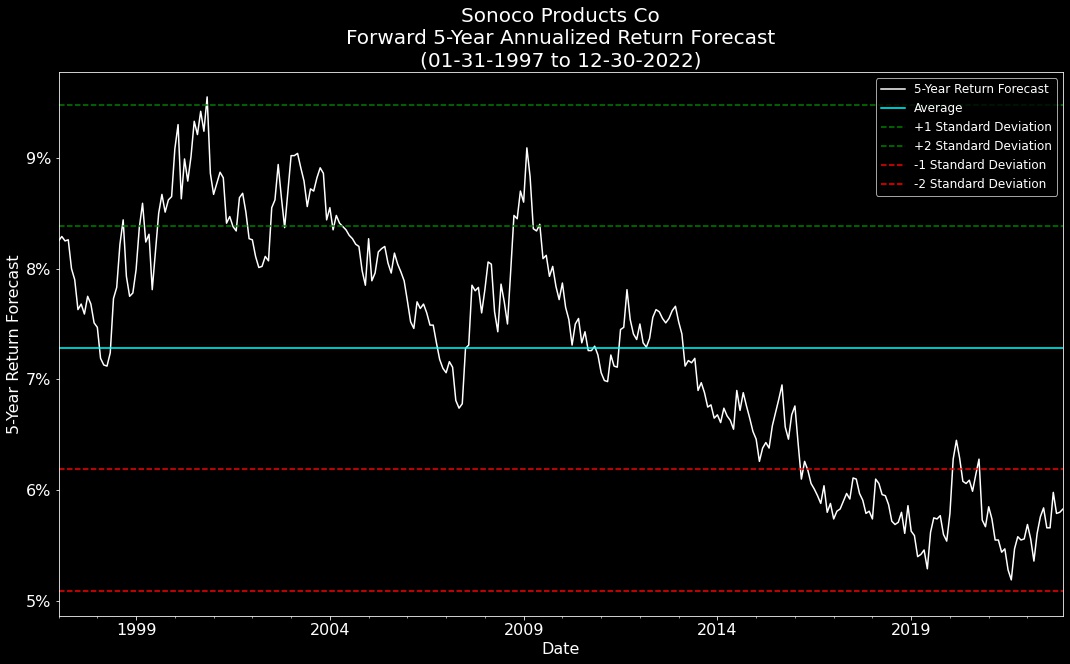 Sonoco Products Co
Forward 5-Year Annualized Return Forecast
(01-31-1997 to 12-30-2022)
5-Year Return Forecast
Average
+1 Standard Deviation
+2 Standard Deviation
-1 Standard Deviation
-2 Standard Deviation
5-Year Return Forecast
9%
8%
7%
6%
5%
1999
2004
2009
2014
2019
Date